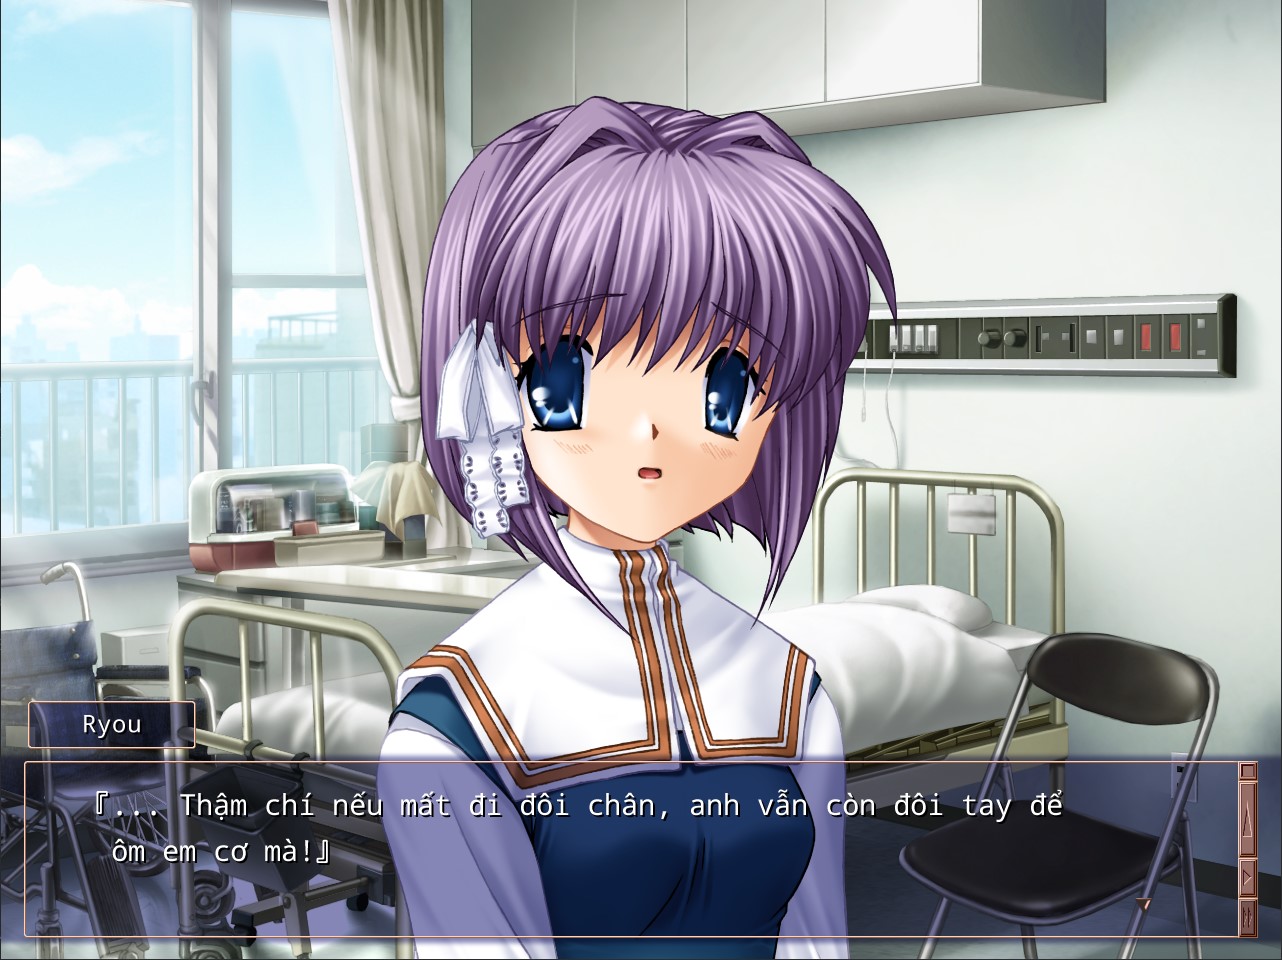 Ryou
『... Thậm chí nếu mất đi đôi chân, anh vẫn còn đôi tay để
ôm em cơ mà!』